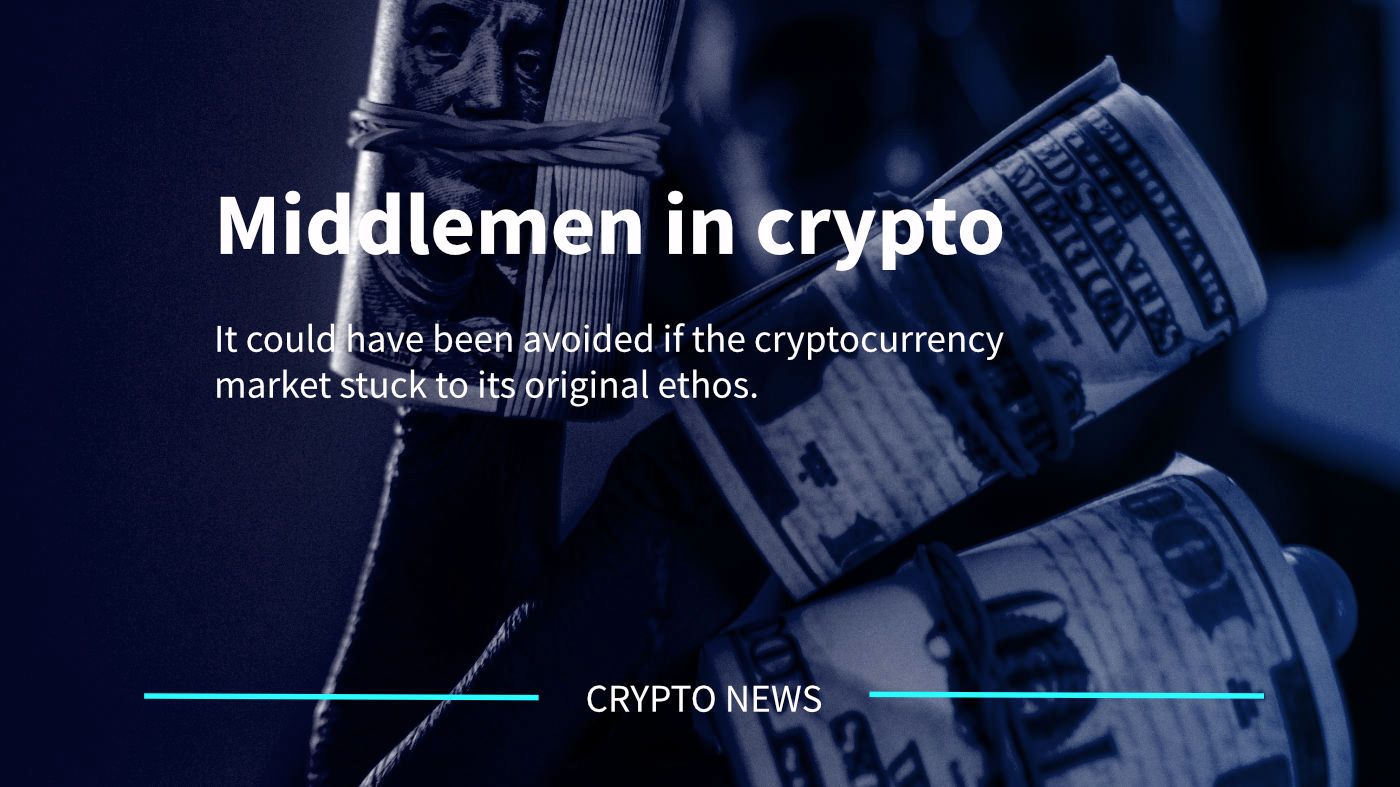 Middlemen in crypto
It could have been avoided if the cryptocurrency
market stuck to its original ethos.
CRYPTO NEWS